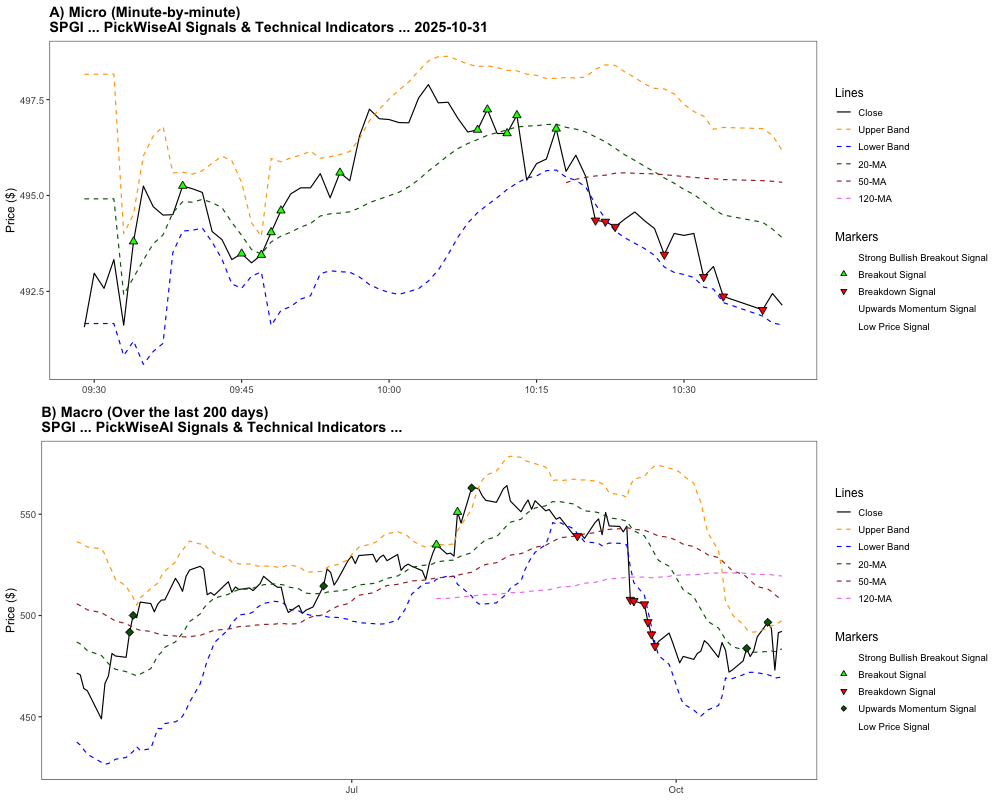 A) Micro (Minute-by-minute)
SPGI ... PickWiseAI Signals & Technical Indicators ... 2025-10-31
Price ($)
497.5
495.0
492.5
09:30
09:45
10:00
10:15
10:30
Lines
Close
Upper Band
Lower Band
20-MA
50-MA
120-MA
Markers
Strong Bullish Breakout Signal
Breakout Signal
Breakdown Signal
Upwards Momentum Signal
Low Price Signal
B) Macro (Over the last 200 days)
SPGI ... PickWiseAI Signals & Technical Indicators ...
Price ($)
550
500
450
Jul
Oct
Lines
Close
Upper Band
Lower Band
20-MA
50-MA
120-MA
Markers
Strong Bullish Breakout Signal
Breakout Signal
Breakdown Signal
Upwards Momentum Signal
Low Price Signal